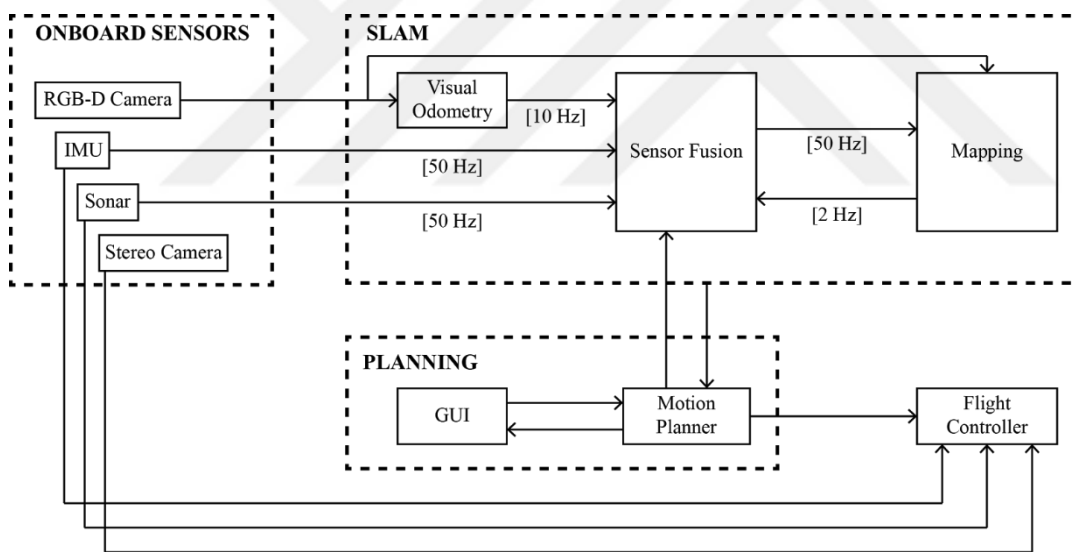 ONBOARD SENSORS
RGB-D Camera
IMU
Sonar
Stereo Camera
SLAM
Visual
Odometry
[10 Hz]
[50 Hz]
[50 Hz]
Sensor Fusion
[50 Hz]
[2 Hz]
Mapping
PLANNING
GUI
Motion
Planner
Flight
Controller